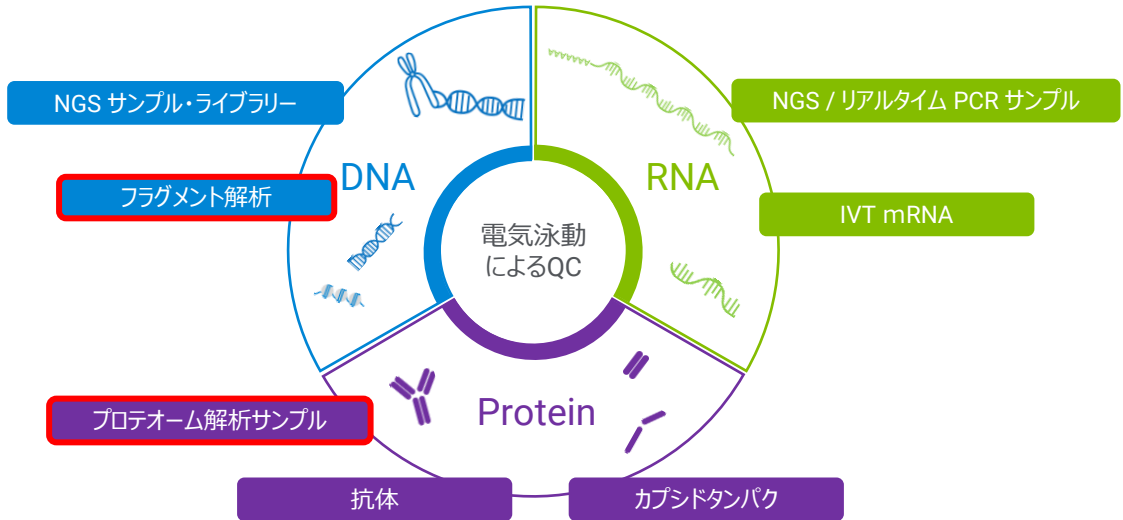 NGS サンプル・ライブラリー
NGS / リアルタイム PCR サンプル
DNA
RNA
フラグメント解析
IVT mRNA
電気泳動
によるQC
プロテオーム解析サンプル
Protein
抗体
カプシドタンパク